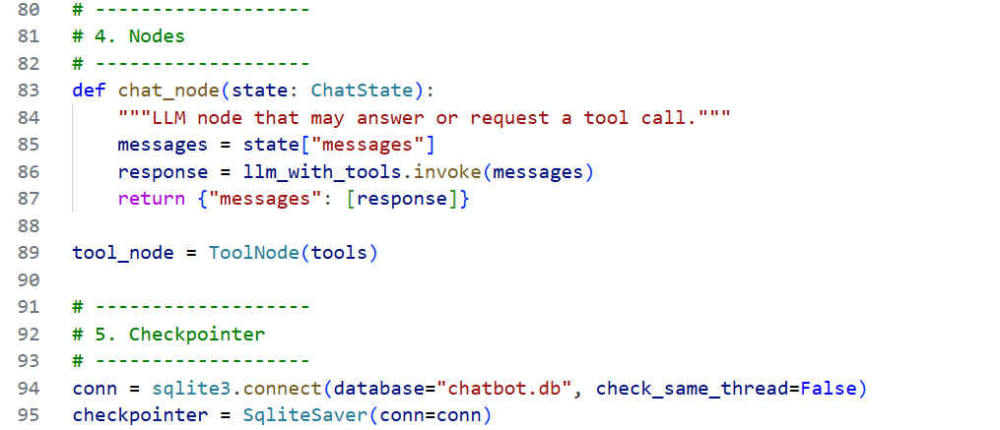 80 # -------------------
81 # 4. Nodes
82 # -------------------
83 def chat_node(state: ChatState):
84     """LLM node that may answer or request a tool call."""
85     messages = state["messages"]
86     response = llm_with_tools.invoke(messages)
87     return {"messages": [response]}
88
89 tool_node = ToolNode(tools)
90
91 # -------------------
92 # 5. Checkpointer
93 # -------------------
94 conn = sqlite3.connect(database="chatbot.db", check_same_thread=False)
95 checkpointer = SqliteSaver(conn=conn)